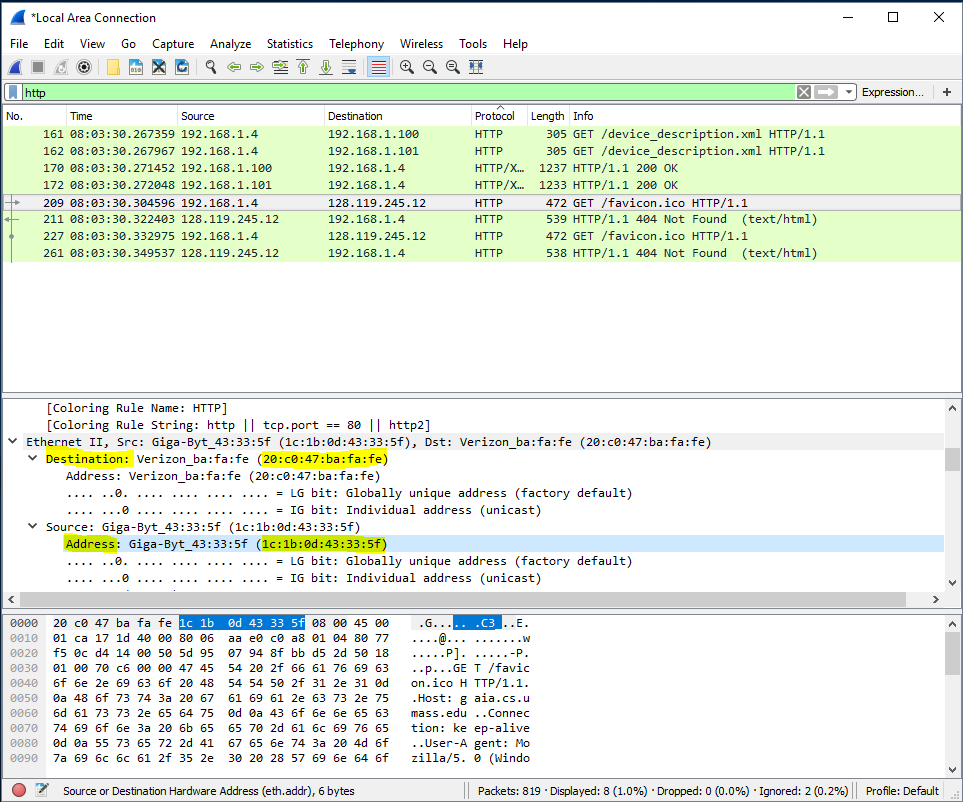 *Local Area Connection
File Edit View Go Capture Analyze Statistics Telephony Wireless Tools Help
http Expression... +
No. Time Source Destination Protocol Length Info
161 08:03:30.267359 192.168.1.4 192.168.1.100 HTTP 305 GET /device_description.xml HTTP/1.1
162 08:03:30.267967 192.168.1.4 192.168.1.101 HTTP 305 GET /device_description.xml HTTP/1.1
170 08:03:30.271452 192.168.1.100 192.168.1.4 HTTP/X… 1237 HTTP/1.1 200 OK
172 08:03:30.272048 192.168.1.101 192.168.1.4 HTTP/X… 1233 HTTP/1.1 200 OK
209 08:03:30.304596 192.168.1.4 128.119.245.12 HTTP 472 GET /favicon.ico HTTP/1.1
211 08:03:30.322403 128.119.245.12 192.168.1.4 HTTP 539 HTTP/1.1 404 Not Found (text/html)
227 08:03:30.332975 192.168.1.4 128.119.245.12 HTTP 472 GET /favicon.ico HTTP/1.1
261 08:03:30.349537 128.119.245.12 192.168.1.4 HTTP 538 HTTP/1.1 404 Not Found (text/html)
[Coloring Rule Name: HTTP]
[Coloring Rule String: http || tcp.port == 80 || http2]
Ethernet II, Src: Giga-Byt_43:33:5f (1c:1b:0d:43:33:5f), Dst: Verizon_ba:fa:fe (20:c0:47:ba:fa:fe)
Destination: Verizon_ba:fa:fe (20:c0:47:ba:fa:fe)
Address: Verizon_ba:fa:fe (20:c0:47:ba:fa:fe)
.... ..0. .... .... .... .... = LG bit: Globally unique address (factory default)
.... ...0 .... .... .... .... = IG bit: Individual address (unicast)
Source: Giga-Byt_43:33:5f (1c:1b:0d:43:33:5f)
Address: Giga-Byt_43:33:5f (1c:1b:0d:43:33:5f)
.... ..0. .... .... .... .... = LG bit: Globally unique address (factory default)
.... ...0 .... .... .... .... = IG bit: Individual address (unicast)
0000 20 c0 47 ba fa fe 1c 1b 0d 43 33 5f 08 00 45 00 .G...... .C3_..E.
0010 01 ca 17 1d 40 00 80 06 aa e0 c0 a8 01 04 80 77 ....@... .......w
0020 f5 0c d4 14 00 50 5d 95 07 94 8f bb d5 2d 50 18 .....P]. .....-P.
0030 01 00 70 c6 00 00 47 45 54 20 2f 66 61 76 69 63 ..p...GE T /favic
0040 6f 6e 2e 69 63 6f 20 48 54 54 50 2f 31 2e 31 0d on.ico H TTP/1.1.
0050 0a 48 6f 73 74 3a 20 67 61 69 61 2e 63 73 2e 75 .Host: g aia.cs.u
0060 6d 61 73 73 2e 65 64 75 0d 0a 43 6f 6e 6e 65 63 mass.edu ..Connec
0070 74 69 6f 6e 3a 20 6b 65 65 70 2d 61 6c 69 76 65 tion: ke ep-alive
0080 0d 0a 55 73 65 72 2d 41 67 65 6e 74 3a 20 4d 6f ..User-A gent: Mo
0090 7a 69 6c 6c 61 2f 35 2e 30 20 28 57 69 6e 64 6f zilla/5. 0 (Windo
Source or Destination Hardware Address (eth.addr), 6 bytes Packets: 819 · Displayed: 8 (1.0%) · Dropped: 0 (0.0%) · Ignored: 2 (0.2%) Profile: Default